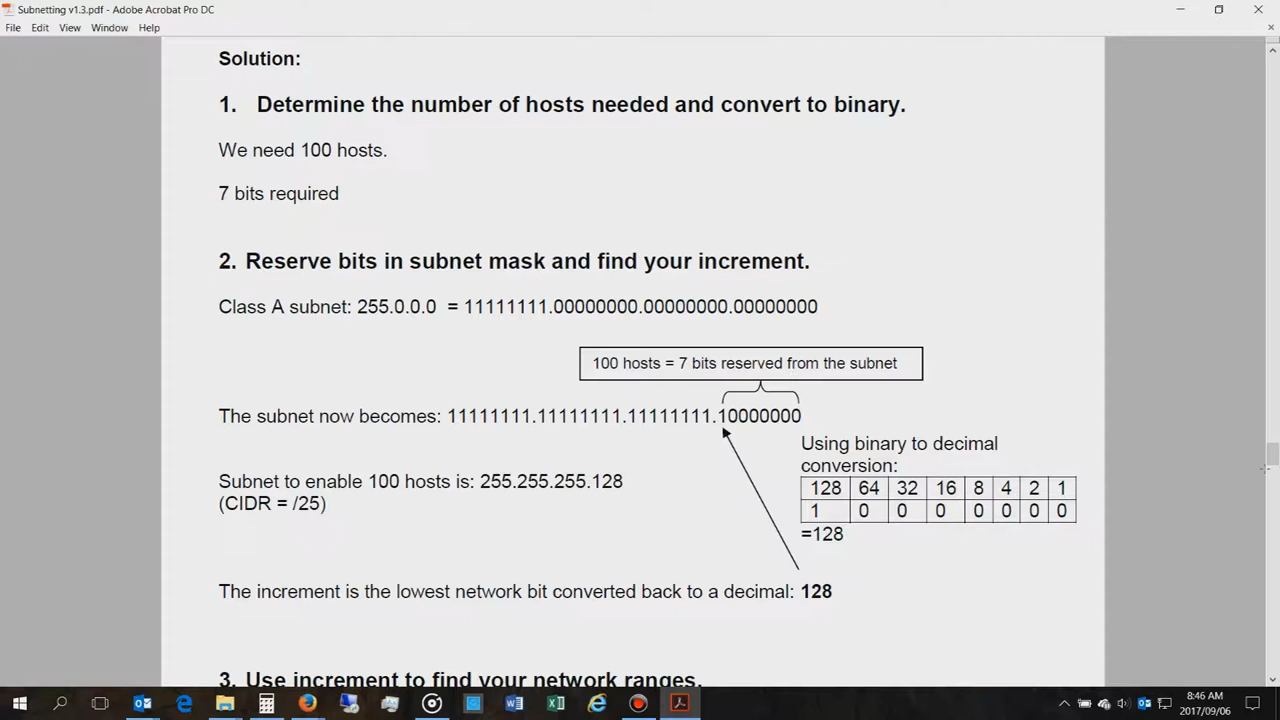 Subnetting v1.3.pdf - Adobe Acrobat Pro DC
File Edit View Window Help
Solution:
1. Determine the number of hosts needed and convert to binary.
We need 100 hosts.
7 bits required
2. Reserve bits in subnet mask and find your increment.
Class A subnet: 255.0.0.0 = 11111111.00000000.00000000.00000000
100 hosts = 7 bits reserved from the subnet
The subnet now becomes: 11111111.11111111.11111111.10000000
Using binary to decimal
conversion:
128 64 32 16 8 4 2 1
1 0 0 0 0 0 0 0
=128
Subnet to enable 100 hosts is: 255.255.255.128
(CIDR = /25)
The increment is the lowest network bit converted back to a decimal: 128
3. Use increment to find your network ranges.
8:46 AM
2017/09/06